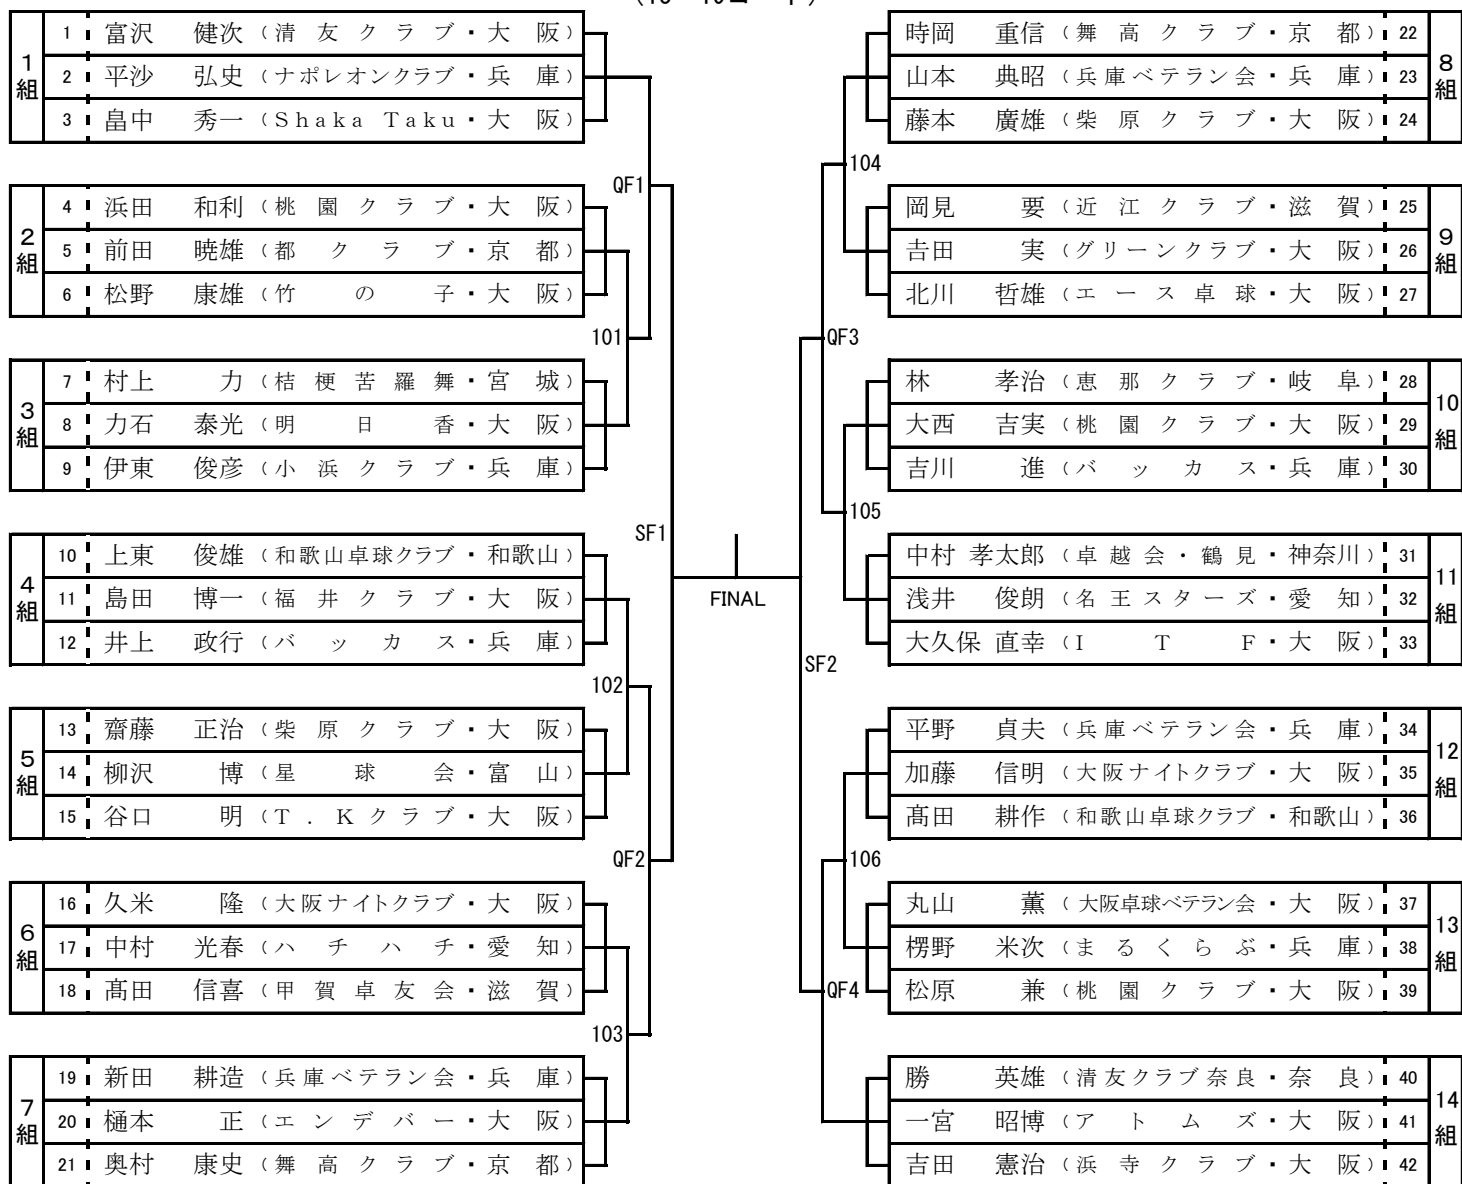 1組
1 富沢 健次 (清友クラブ・大阪)
2 平沙 弘史 (ナポレオンクラブ・兵庫)
3 畠中 秀一 (Shaka Taku・大阪)
QF1
2組
4 浜田 和利 (桃園クラブ・大阪)
5 前田 暁雄 (都クラブ・京都)
6 松野 康雄 (竹の子・大阪)
101
3組
7 村上 力 (桔梗苦羅舞・宮城)
8 力石 泰光 (明日香・大阪)
9 伊東 俊彦 (小浜クラブ・兵庫)
SF1
4組
10 上東 俊雄 (和歌山卓球クラブ・和歌山)
11 島田 博一 (福井クラブ・大阪)
12 井上 政行 (バッカス・兵庫)
102
5組
13 齋藤 正治 (柴原クラブ・大阪)
14 柳沢 博 (星球会・富山)
15 谷口 明 (T.Kクラブ・大阪)
QF2
6組
16 久米 隆 (大阪ナイトクラブ・大阪)
17 中村 光春 (ハチハチ・愛知)
18 髙田 信喜 (甲賀卓友会・滋賀)
103
7組
19 新田 耕造 (兵庫ベテラン会・兵庫)
20 樋本 正 (エンデバー・大阪)
21 奥村 康史 (舞高クラブ・京都)
FINAL
時岡 重信 (舞高クラブ・京都) 22
山本 典昭 (兵庫ベテラン会・兵庫) 23
藤本 廣雄 (柴原クラブ・大阪) 24
8組
104
岡見 要 (近江クラブ・滋賀) 25
吉田 実 (グリーンクラブ・大阪) 26
北川 哲雄 (エース卓球・大阪) 27
9組
QF3
林 孝治 (恵那クラブ・岐阜) 28
大西 吉実 (桃園クラブ・大阪) 29
吉川 進 (バッカス・兵庫) 30
10組
105
中村 孝太郎 (卓越会・鶴見・神奈川) 31
浅井 俊朗 (名王スターズ・愛知) 32
大久保 直幸 (ITF・大阪) 33
11組
SF2
平野 貞夫 (兵庫ベテラン会・兵庫) 34
加藤 信明 (大阪ナイトクラブ・大阪) 35
髙田 耕作 (和歌山卓球クラブ・和歌山) 36
12組
106
丸山 薫 (大阪卓球ベテラン会・大阪) 37
楞野 米次 (まるくらぶ・兵庫) 38
松原 兼 (桃園クラブ・大阪) 39
13組
QF4
勝 英雄 (清友クラブ奈良・奈良) 40
一宮 昭博 (アトムズ・大阪) 41
吉田 憲治 (浜寺クラブ・大阪) 42
14組